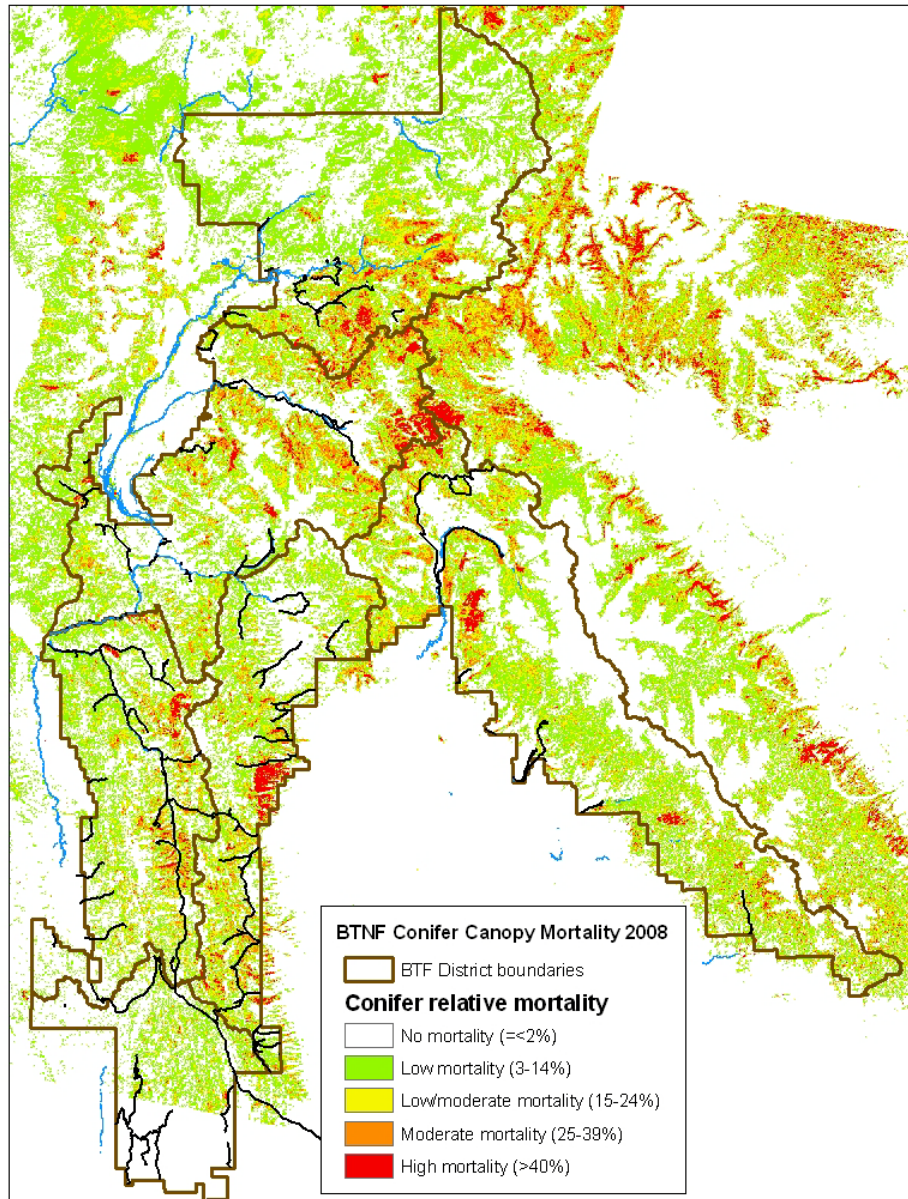 BTNF Conifer Canopy Mortality 2008
BTF District boundaries
Conifer relative mortality
No mortality (=<2%)
Low mortality (3-14%)
Low/moderate mortality (15-24%)
Moderate mortality (25-39%)
High mortality (>40%)